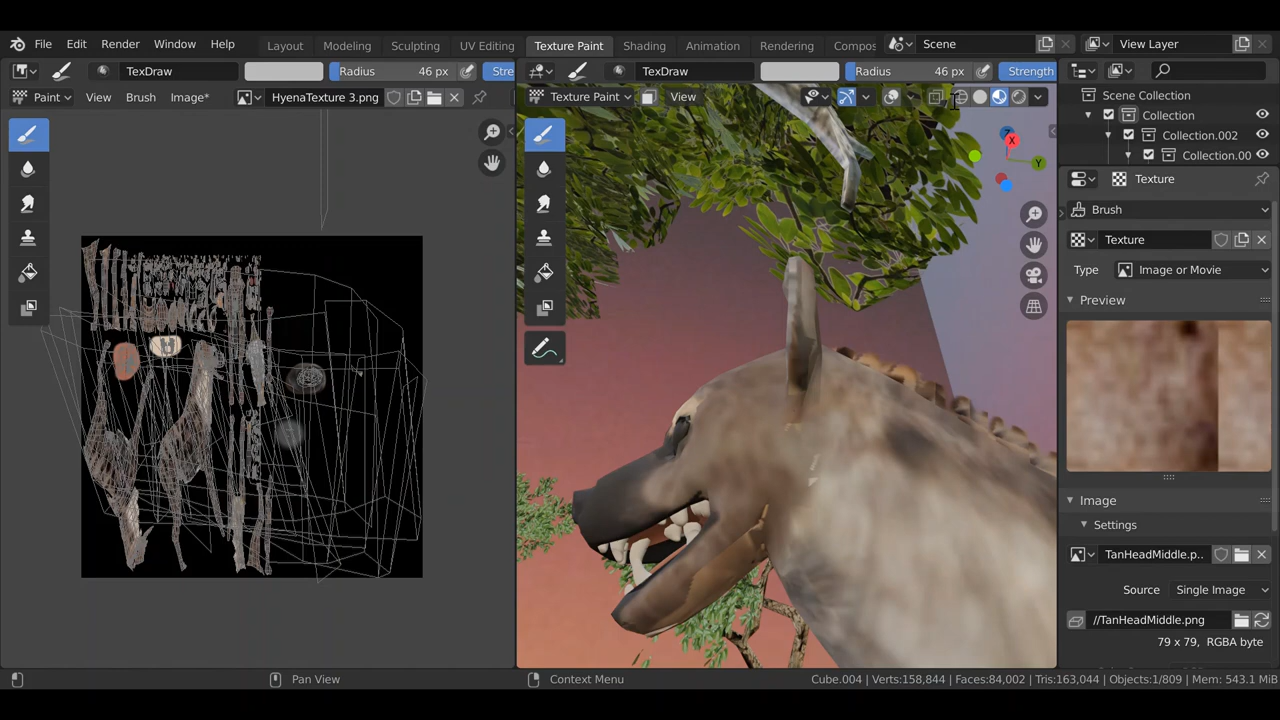 File Edit Render Window Help Layout Modeling Sculpting UV Editing Texture Paint Shading Animation Rendering Compos Scene View Layer
TexDraw Radius 46 px Stre TexDraw Radius 46 px Strength
Paint View Brush Image* HyenaTexture 3.png Texture Paint View
Scene Collection
Collection
Collection.002
Collection.00
Texture
Brush
Texture
Type Image or Movie
Preview
Image
Settings
TanHeadMiddle.p..
Source Single Image
//TanHeadMiddle.png
79 x 79, RGBA byte
X
Y
Pan View Context Menu Cube.004 | Verts:158,844 | Faces:84,002 | Tris:163,044 | Objects:1/809 | Mem: 543.1 MiB